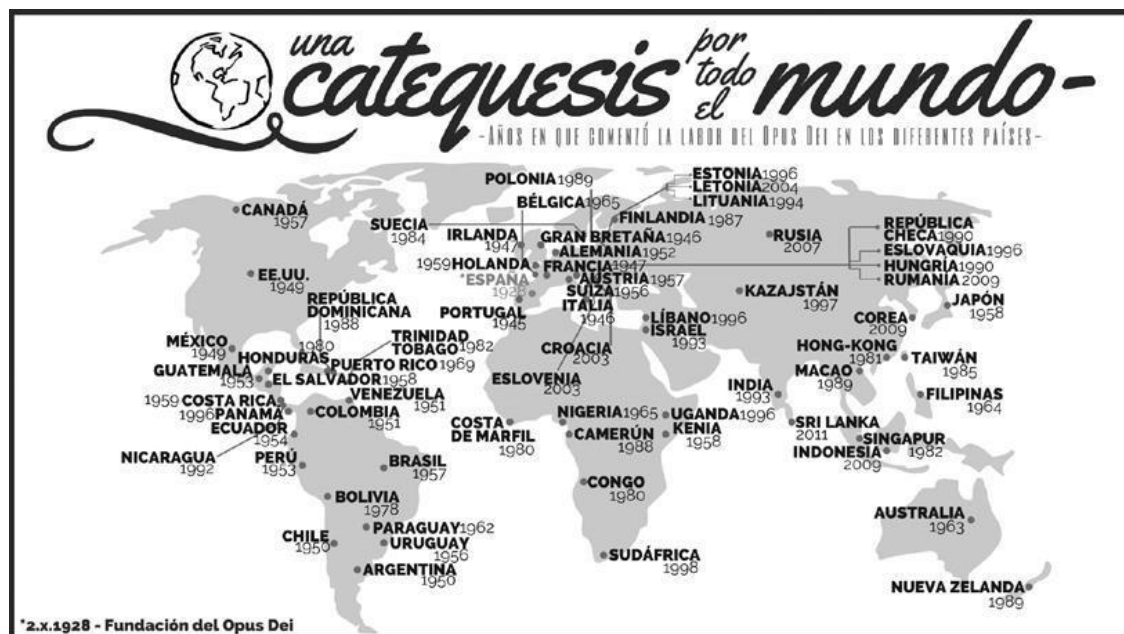 una
catequesis
por
todo
el
mundo-
-AÑOS EN QUE COMENZÓ LA LABOR DEL OPUS DEI EN LOS DIFERENTES PAÍSES-
POLONIA 1989
BÉLGICA 1965
ESTONIA 1996
LETONIA 2004
LITUANIA 1994
CANADÁ
1957
SUECIA
1984
IRLANDA
1947
FINLANDIA 1987
GRAN BRETAÑA 1946
ALEMANIA 1952
RUSIA
2007
REPÚBLICA
CHECA 1990
ESLOVAQUIA 1996
HUNGRÍA 1990
RUMANÍA 2009
EE.UU.
1949
1959 HOLANDA
FRANCIA 1947
*ESPAÑA
1928
AUSTRIA 1957
SUIZA 1956
ITALIA
1946
KAZAJSTÁN
1997
JAPÓN
1958
REPÚBLICA
DOMINICANA
1988
PORTUGAL
1945
LÍBANO 1996
ISRAEL
1993
COREA
2009
MÉXICO
1949
1980
HONDURAS
TRINIDAD
TOBAGO 1982
CROACIA
2003
HONG-KONG
1981
TAIWÁN
1985
GUATEMALA
1953
PUERTO RICO 1969
EL SALVADOR 1958
ESLOVENIA
2003
MACAO
1989
INDIA
1993
FILIPINAS
1964
1959 COSTA RICA
VENEZUELA
1951
1996 PANAMÁ
COLOMBIA
1951
ECUADOR
1954
COSTA
DE MARFIL
1980
NIGERIA 1965
UGANDA 1996
CAMERÚN
1988
KENIA
1958
SRI LANKA
2011
SINGAPUR
1982
INDONESIA
2009
NICARAGUA
1992
PERÚ
1953
BRASIL
1957
CONGO
1980
BOLIVIA
1978
AUSTRALIA
1963
PARAGUAY 1962
CHILE
1950
URUGUAY
1956
SUDÁFRICA
1998
ARGENTINA
1950
NUEVA ZELANDA
1989
*2.x.1928 - Fundación del Opus Dei